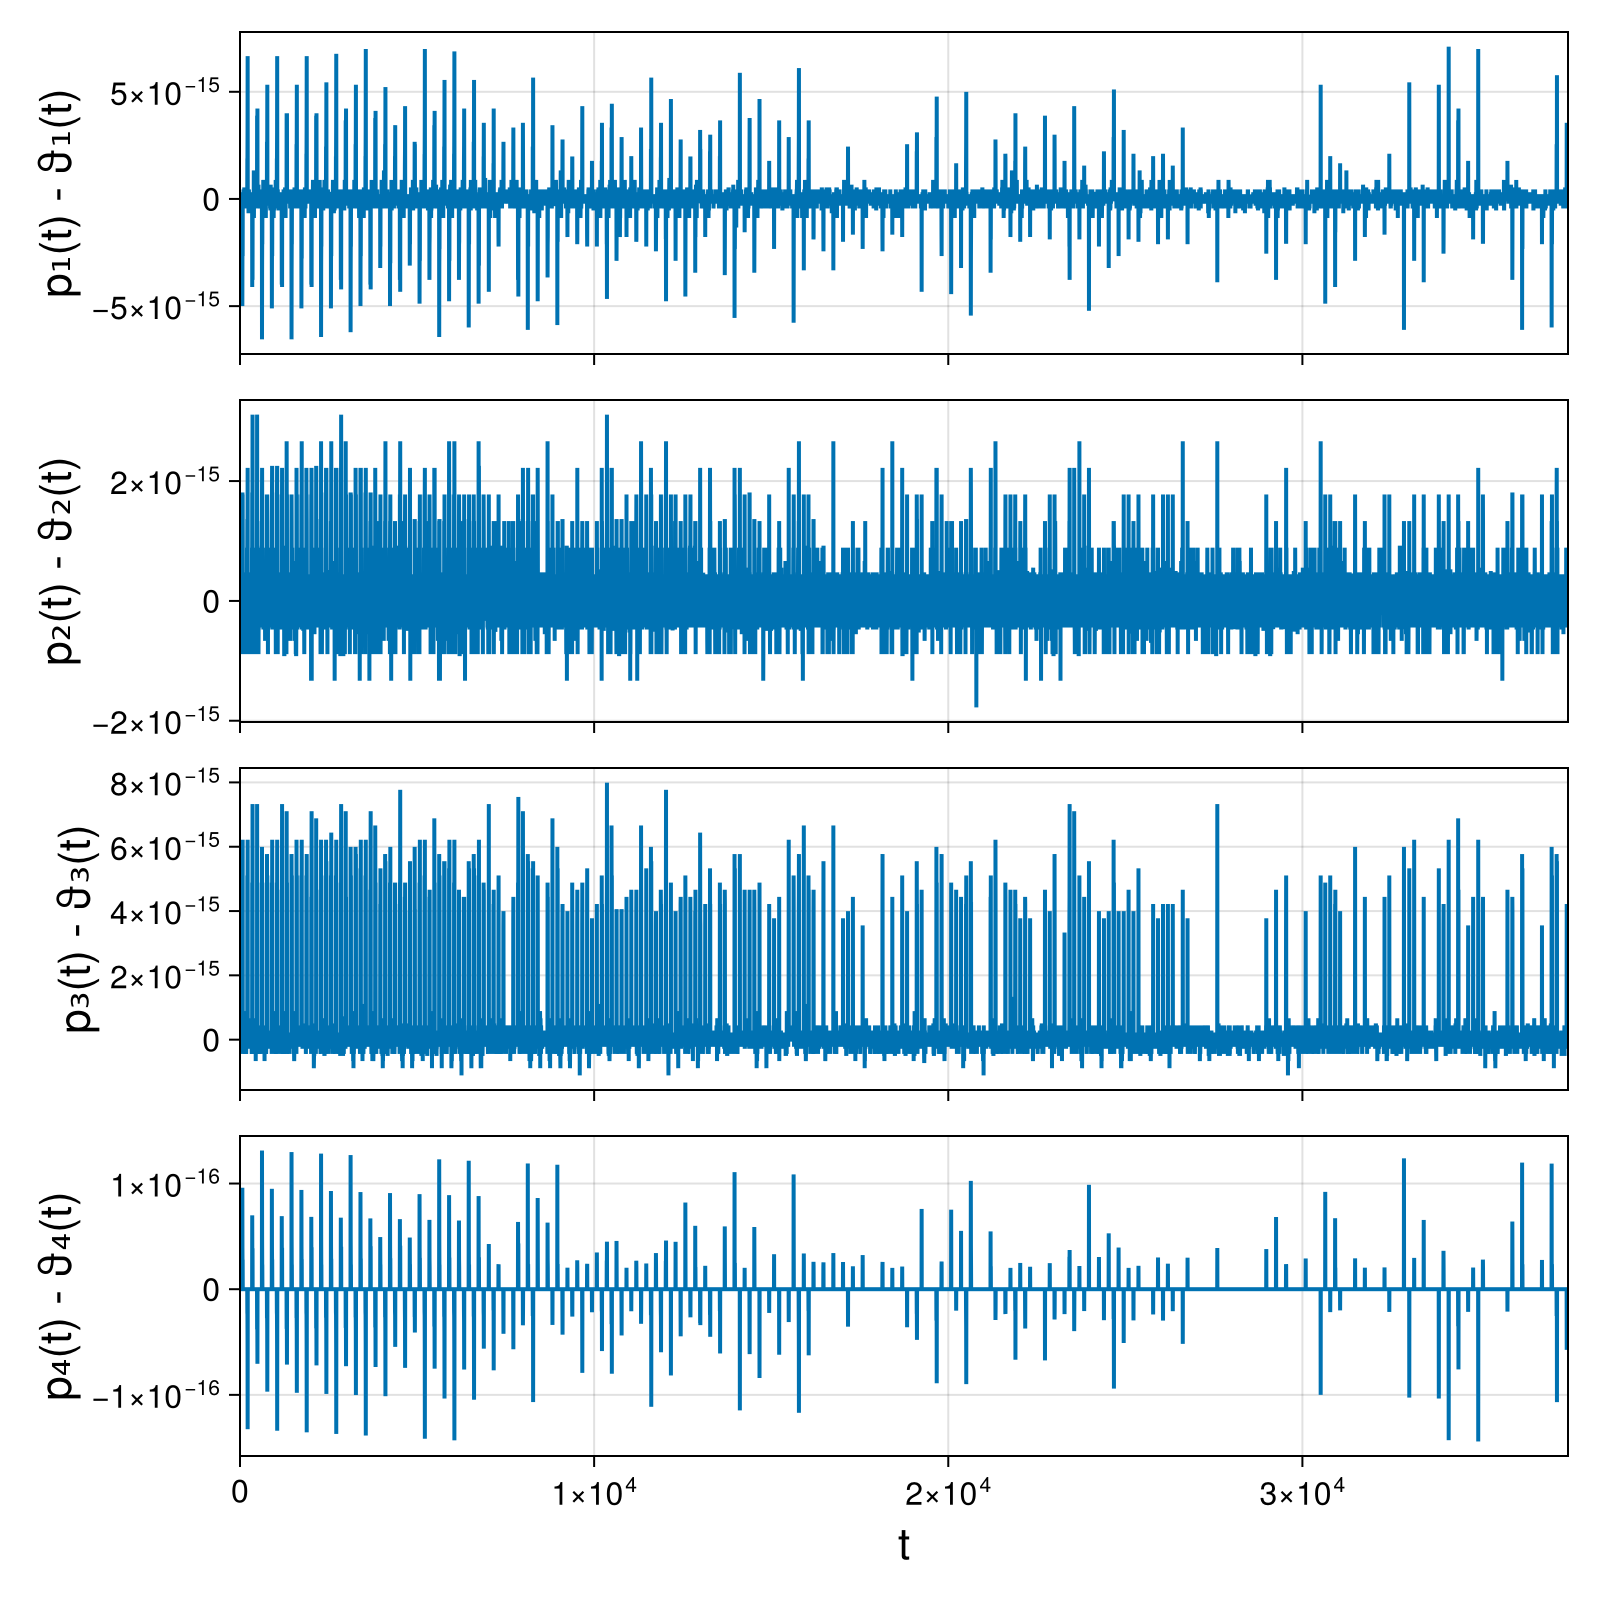 p₁(t) - ϑ₁(t)
5×10⁻¹⁵
0
−5×10⁻¹⁵
p₂(t) - ϑ₂(t)
2×10⁻¹⁵
0
−2×10⁻¹⁵
p₃(t) - ϑ₃(t)
8×10⁻¹⁵
6×10⁻¹⁵
4×10⁻¹⁵
2×10⁻¹⁵
0
p₄(t) - ϑ₄(t)
1×10⁻¹⁶
0
−1×10⁻¹⁶
0 1×10⁴ 2×10⁴ 3×10⁴
t